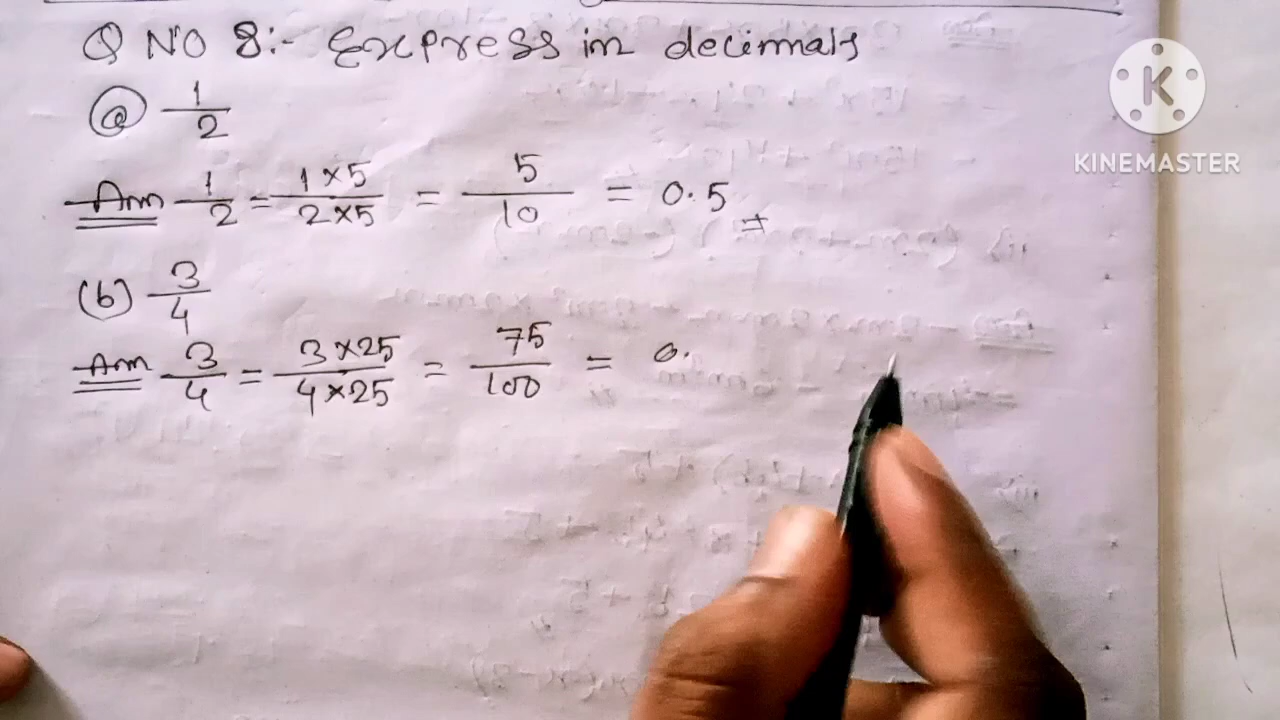 Q NO 8:- Express in decimals
(a) 1/2
Ans 1/2 = 1×5/2×5 = 5/10 = 0.5
(b) 3/4
Ans 3/4 = 3×25/4×25 = 75/100 = 0.
K
KINEMASTER